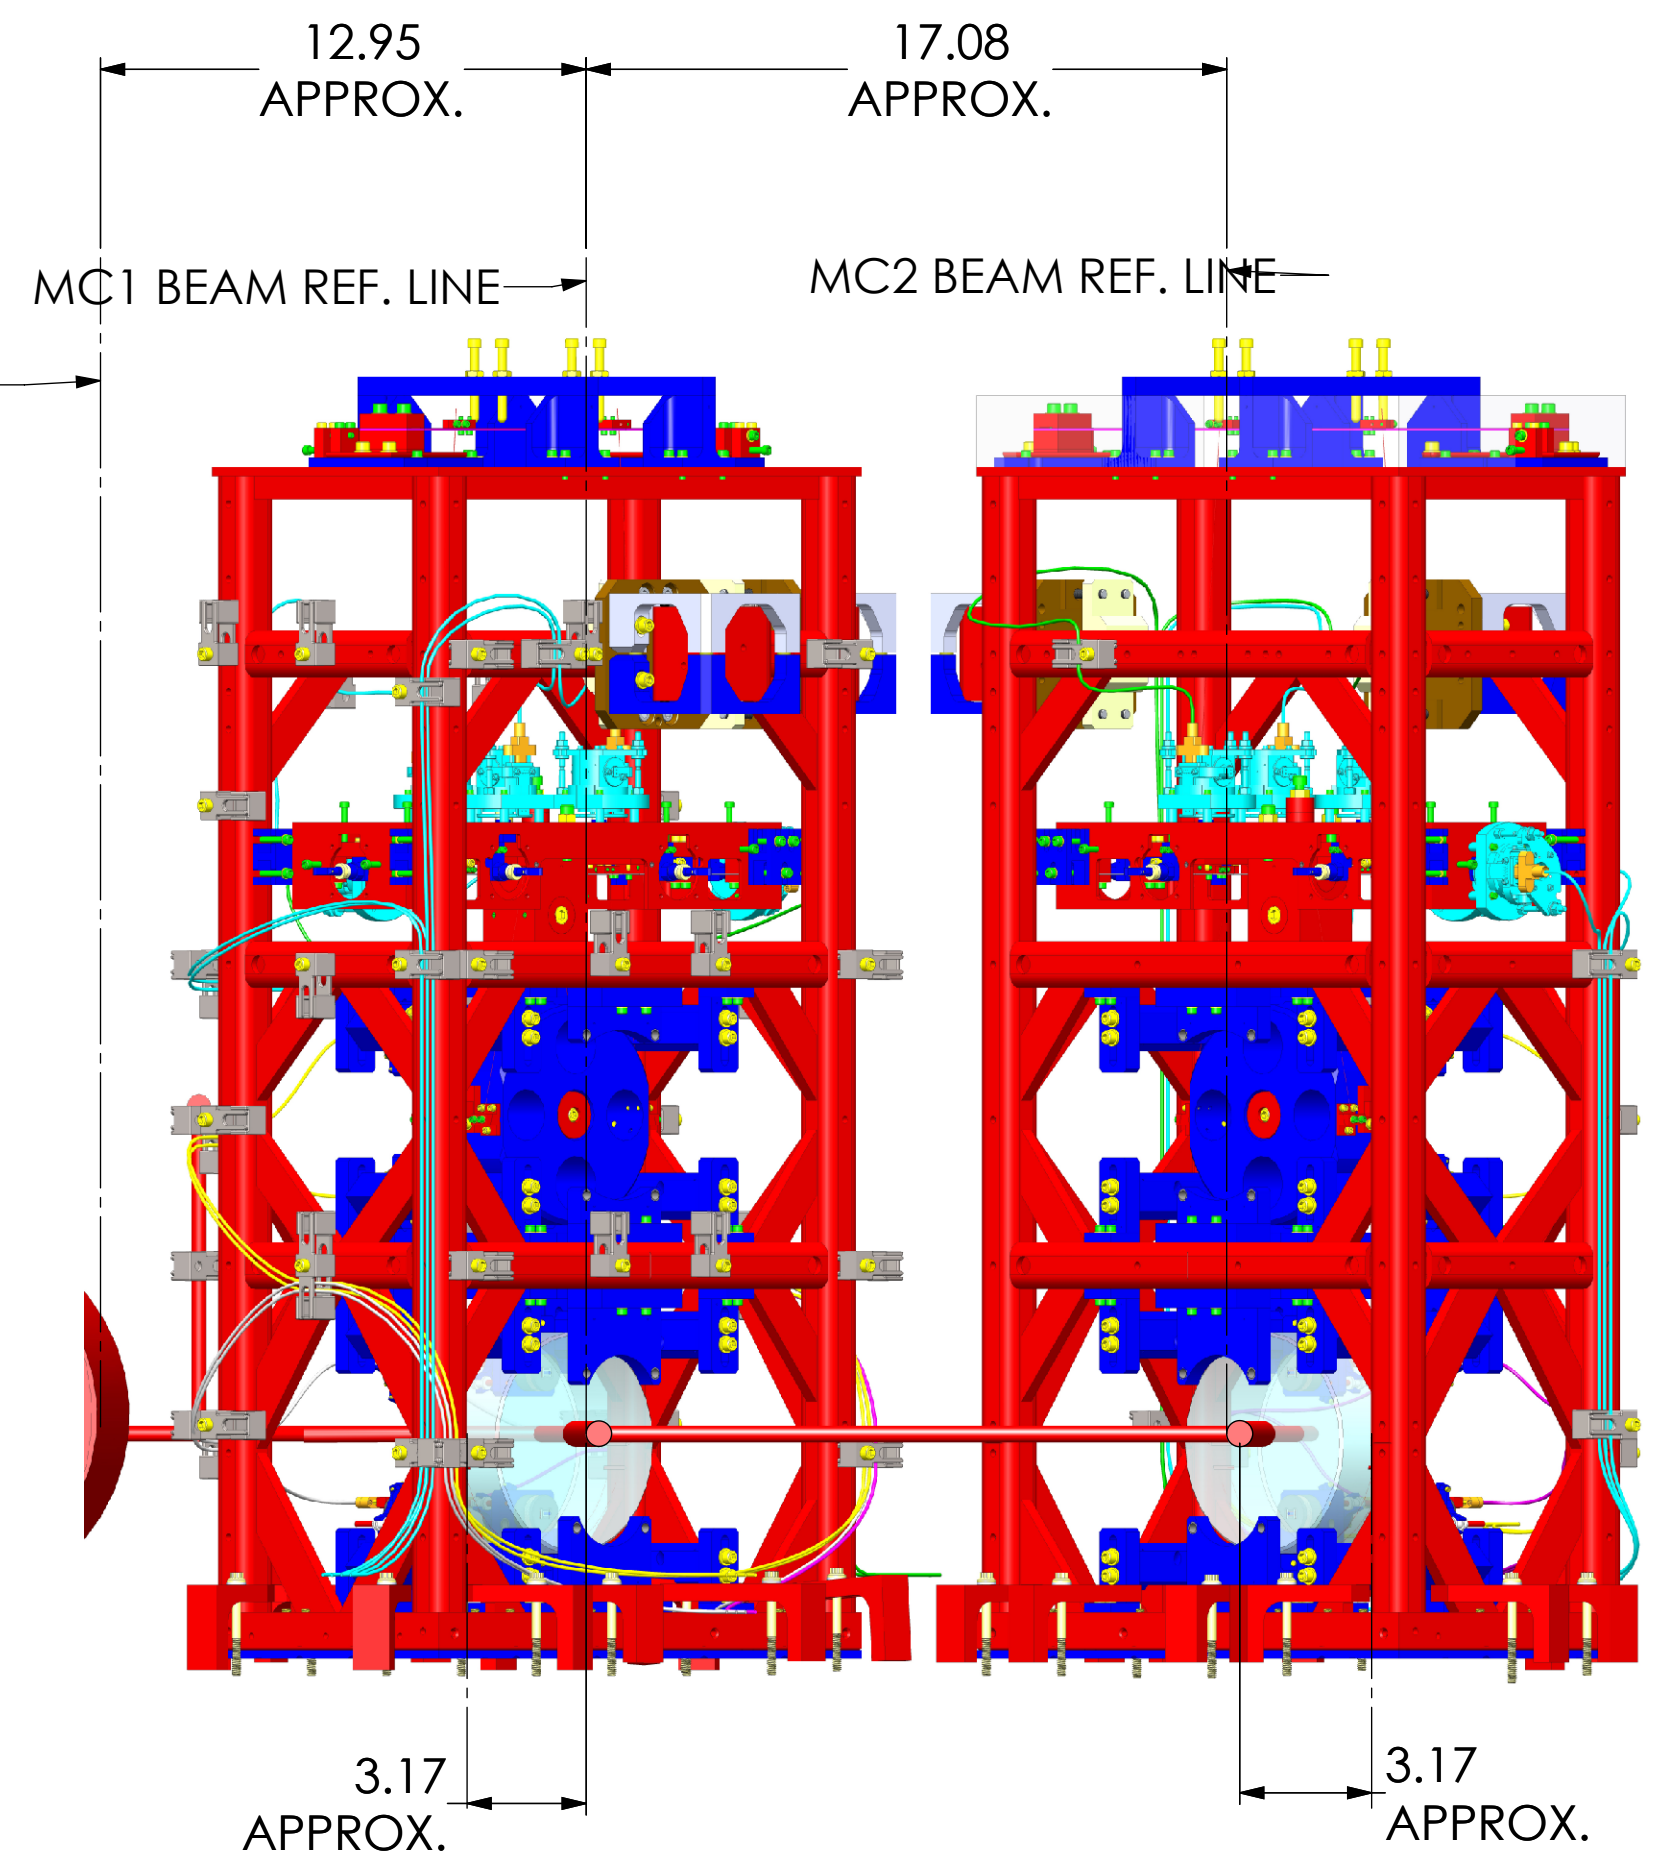 12.95
APPROX.
17.08
APPROX.
MC1 BEAM REF. LINE
MC2 BEAM REF. LINE
3.17
APPROX.
3.17
APPROX.